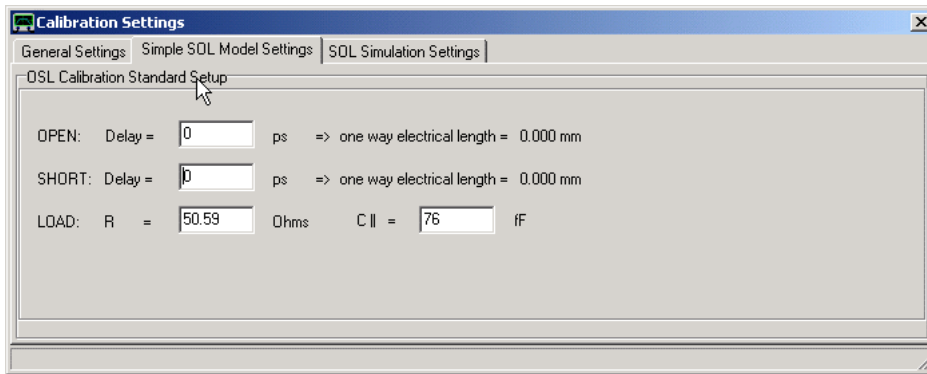 Calibration Settings
General Settings Simple SOL Model Settings SOL Simulation Settings
OSL Calibration Standard Setup
OPEN: Delay = 0 ps => one way electrical length = 0.000 mm
SHORT: Delay = 0 ps => one way electrical length = 0.000 mm
LOAD: R = 50.59 Ohms C || = 76 fF